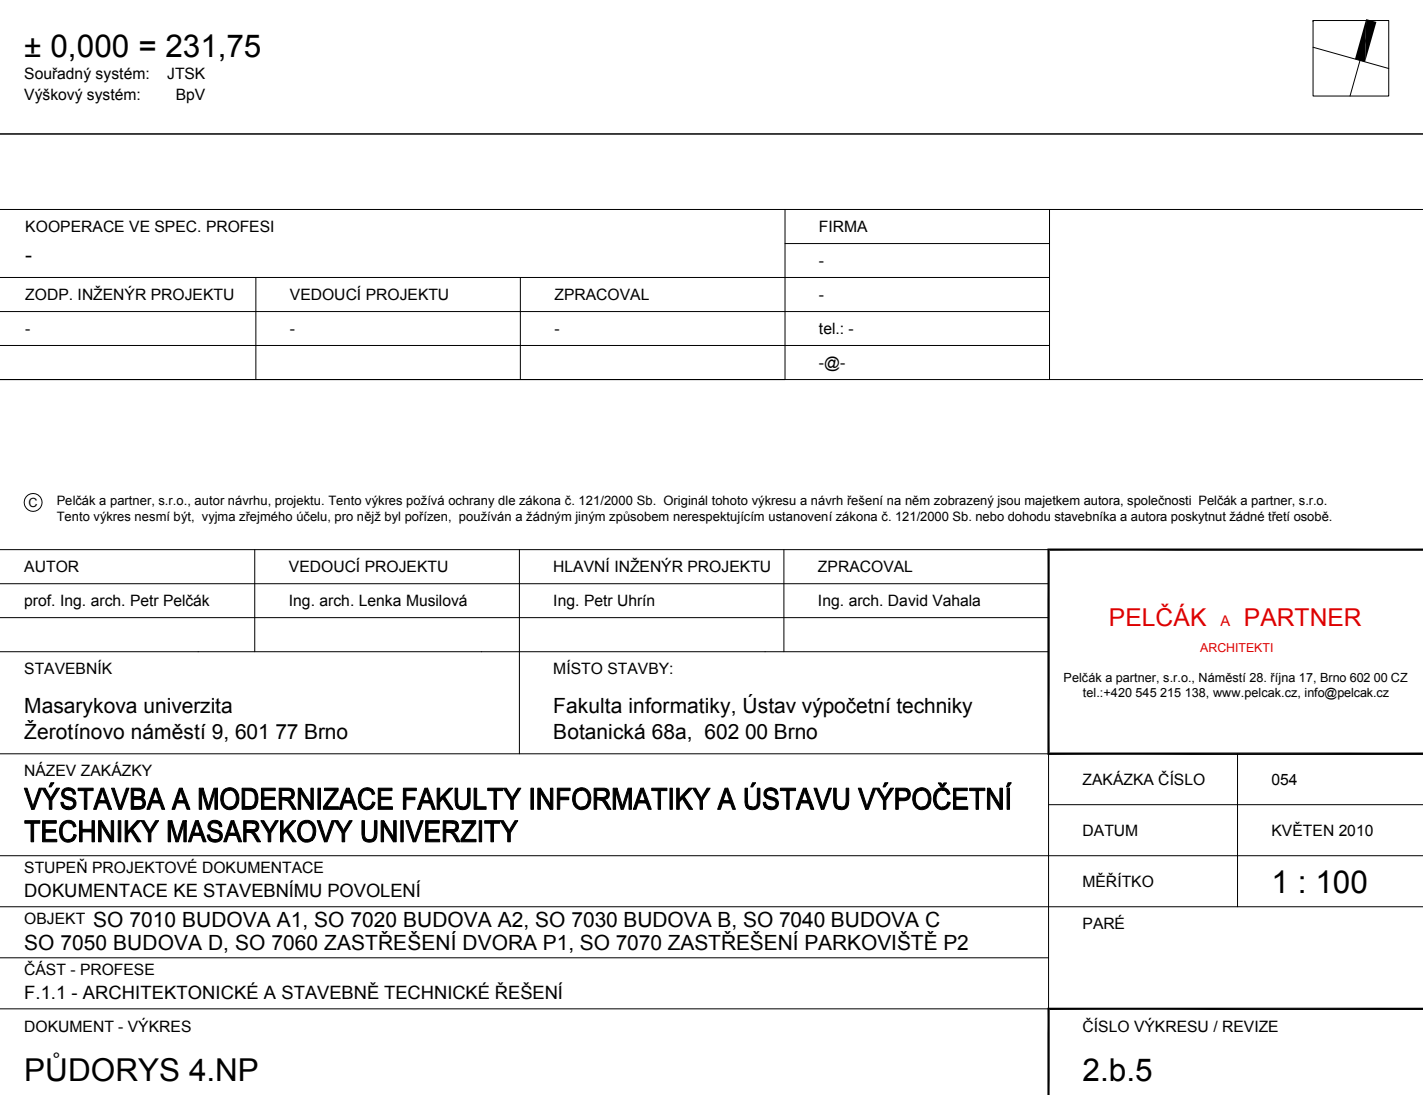 ± 0,000 = 231,75
Souřadný systém: JTSK
Výškový systém: BpV
KOOPERACE VE SPEC. PROFESI
-
FIRMA
-
ZODP. INŽENÝR PROJEKTU VEDOUCÍ PROJEKTU ZPRACOVAL -
- - - tel.: -
-@-
© Pelčák a partner, s.r.o., autor návrhu, projektu. Tento výkres požívá ochrany dle zákona č. 121/2000 Sb. Originál tohoto výkresu a návrh řešení na něm zobrazený jsou majetkem autora, společnosti Pelčák a partner, s.r.o.
Tento výkres nesmí být, vyjma zřejmého účelu, pro nějž byl pořízen, používán a žádným jiným způsobem nerespektujícím ustanovení zákona č. 121/2000 Sb. nebo dohodu stavebníka a autora poskytnut žádné třetí osobě.
AUTOR VEDOUCÍ PROJEKTU HLAVNÍ INŽENÝR PROJEKTU ZPRACOVAL
prof. Ing. arch. Petr Pelčák Ing. arch. Lenka Musilová Ing. Petr Uhrín Ing. arch. David Vahala
PELČÁK A PARTNER
ARCHITEKTI
Pelčák a partner, s.r.o., Náměstí 28. října 17, Brno 602 00 CZ
tel.:+420 545 215 138, www.pelcak.cz, info@pelcak.cz
STAVEBNÍK
Masarykova univerzita
Žerotínovo náměstí 9, 601 77 Brno
MÍSTO STAVBY:
Fakulta informatiky, Ústav výpočetní techniky
Botanická 68a, 602 00 Brno
NÁZEV ZAKÁZKY
VÝSTAVBA A MODERNIZACE FAKULTY INFORMATIKY A ÚSTAVU VÝPOČETNÍ
TECHNIKY MASARYKOVY UNIVERZITY
ZAKÁZKA ČÍSLO 054
DATUM KVĚTEN 2010
STUPEŇ PROJEKTOVÉ DOKUMENTACE
DOKUMENTACE KE STAVEBNÍMU POVOLENÍ
MĚŘÍTKO 1 : 100
OBJEKT SO 7010 BUDOVA A1, SO 7020 BUDOVA A2, SO 7030 BUDOVA B, SO 7040 BUDOVA C
SO 7050 BUDOVA D, SO 7060 ZASTŘEŠENÍ DVORA P1, SO 7070 ZASTŘEŠENÍ PARKOVIŠTĚ P2
PARÉ
ČÁST - PROFESE
F.1.1 - ARCHITEKTONICKÉ A STAVEBNĚ TECHNICKÉ ŘEŠENÍ
DOKUMENT - VÝKRES
PŮDORYS 4.NP
ČÍSLO VÝKRESU / REVIZE
2.b.5